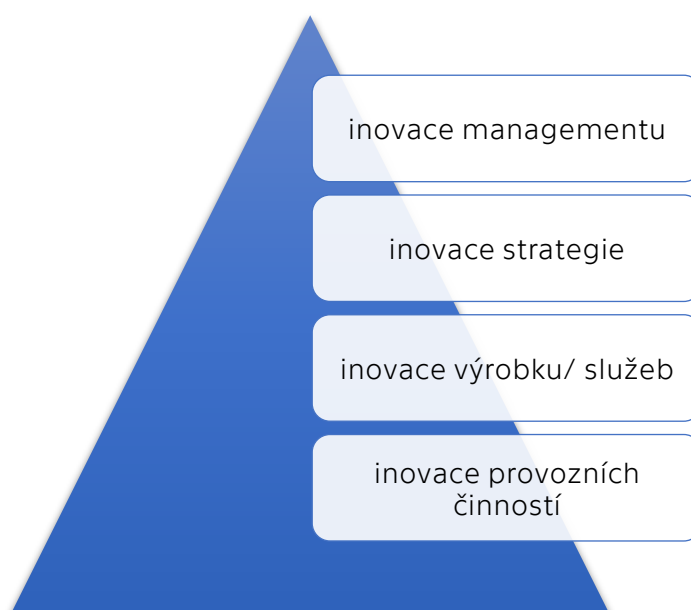 inovace managementu
inovace strategie
inovace výrobku/ služeb
inovace provozních
činností